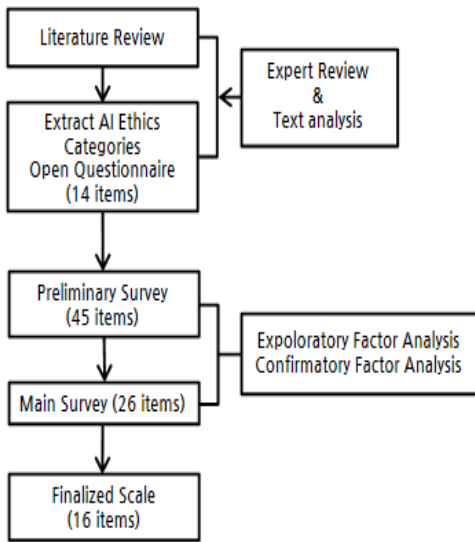 Literature Review
Expert Review
&
Text analysis
Extract AI Ethics
Categories
Open Questionnaire
(14 items)
Preliminary Survey
(45 items)
Expoloratory Factor Analysis
Confirmatory Factor Analysis
Main Survey (26 items)
Finalized Scale
(16 items)